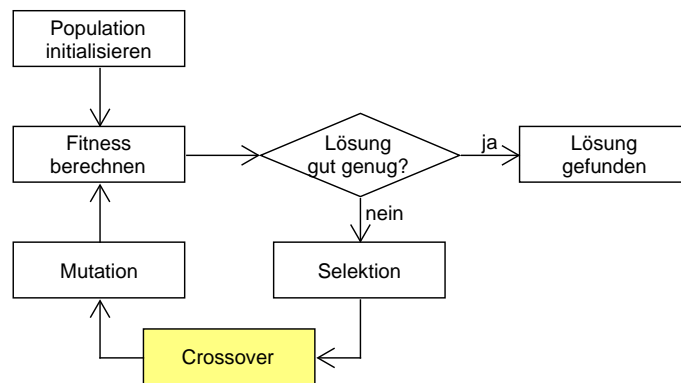 Population
initialisieren
Fitness
berechnen
Lösung
gut genug?
ja
Lösung
gefunden
nein
Mutation
Selektion
Crossover